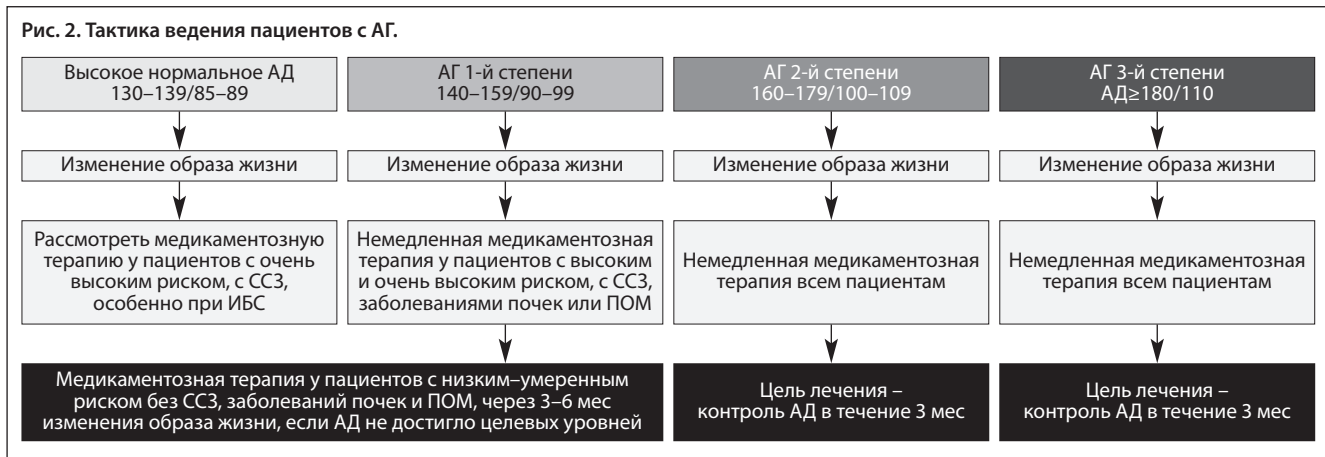 Рис. 2. Тактика ведения пациентов с АГ.
Высокое нормальное АД
130–139/85–89
АГ 1-й степени
140–159/90–99
АГ 2-й степени
160–179/100–109
АГ 3-й степени
АД≥180/110
Изменение образа жизни
Изменение образа жизни
Изменение образа жизни
Изменение образа жизни
Рассмотреть медикаментозную
терапию у пациентов с очень
высоким риском, с ССЗ,
особенно при ИБС
Немедленная медикаментозная
терапия у пациентов с высоким
и очень высоким риском, с ССЗ,
заболеваниями почек или ПОМ
Немедленная медикаментозная
терапия всем пациентам
Немедленная медикаментозная
терапия всем пациентам
Медикаментозная терапия у пациентов с низким–умеренным
риском без ССЗ, заболеваний почек и ПОМ, через 3–6 мес
изменения образа жизни, если АД не достигло целевых уровней
Цель лечения –
контроль АД в течение 3 мес
Цель лечения –
контроль АД в течение 3 мес